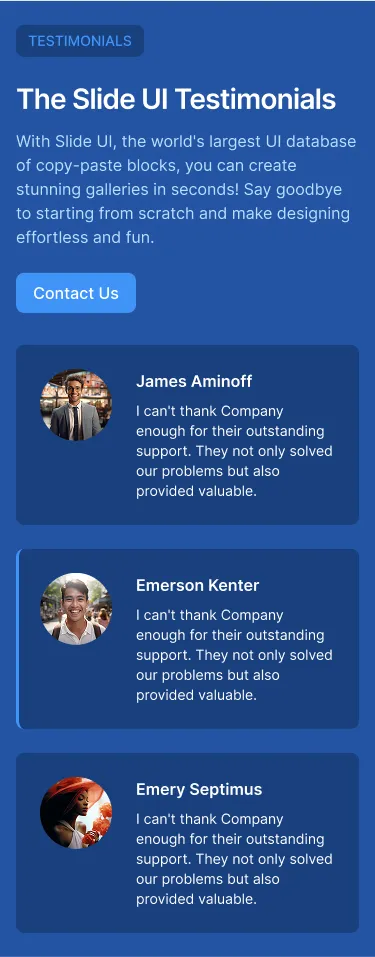 TESTIMONIALS
The Slide UI Testimonials
With Slide UI, the world's largest UI database
of copy-paste blocks, you can create
stunning galleries in seconds! Say goodbye
to starting from scratch and make designing
effortless and fun.
Contact Us
James Aminoff
I can't thank Company
enough for their outstanding
support. They not only solved
our problems but also
provided valuable.
Emerson Kenter
I can't thank Company
enough for their outstanding
support. They not only solved
our problems but also
provided valuable.
Emery Septimus
I can't thank Company
enough for their outstanding
support. They not only solved
our problems but also
provided valuable.